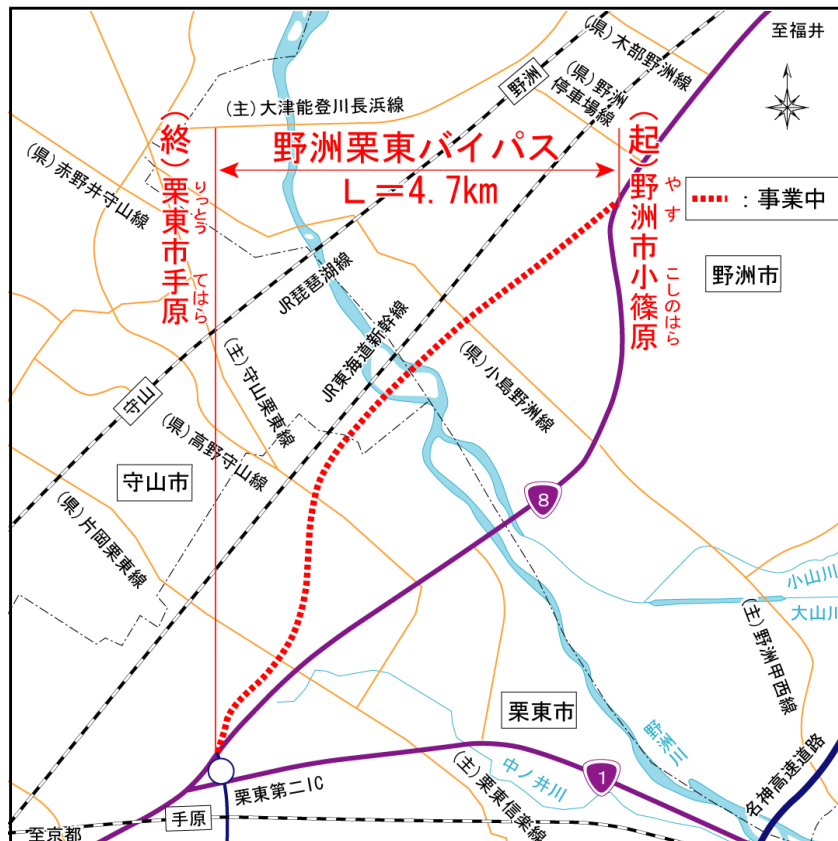 至福井
(県)木部野洲線
野洲
(県)野洲
停車場線
(主)大津能登川長浜線
(終)栗東市手原
りっとう
てはら
野洲栗東バイパス
L=4.7km
(起)野洲市小篠原
やす
こしのはら
:事業中
(県)赤野井守山線
野洲市
JR琵琶湖線
JR東海道新幹線
(主)守山栗東線
(県)小島野洲線
守山
(県)高野守山線
守山市
(県)片岡栗東線
8
小山川
大山川
(主)野洲甲西線
栗東市
野洲川
中ノ井川
1
名神高速道路
栗東第二IC
(主)栗東信楽線
手原
至京都